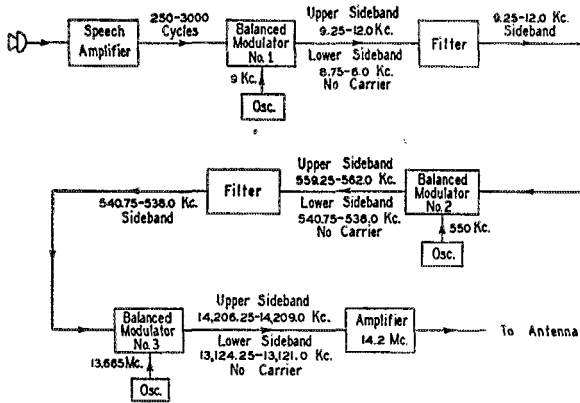 Speech
Amplifier
250-3000
Cycles
Balanced
Modulator
No. 1
9 Kc.
Osc.
Upper Sideband
9.25-12.0 Kc.
Lower Sideband
8.75-6.0 Kc.
No Carrier
Filter
9.25-12.0 Kc.
Sideband
Balanced
Modulator
No. 2
550 Kc.
Osc.
Upper Sideband
559.25-562.0 Kc.
Lower Sideband
540.75-538.0 Kc.
No Carrier
Filter
540.75-538.0 Kc.
Sideband
Balanced
Modulator
No. 3
13,665 Mc.
Osc.
Upper Sideband
14,206.25-14,209.0 Kc.
Lower Sideband
13,124.25-13,121.0 Kc.
No Carrier
Amplifier
14.2 Mc.
To Antenna